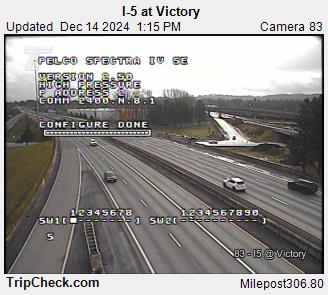 I-5 at Victory
Updated Dec 14 2024 1:15 PM Camera 83
PELCO SPECTRA IV SE
VERSION 2.50
HIGH PRESSURE
P ADDRESS
COMM 2400,N,8,1
CONFIGURE DONE
12345678 1234567890
SW1 SW2
S
83 - I5 @ Victory
TripCheck.com Milepost306.80